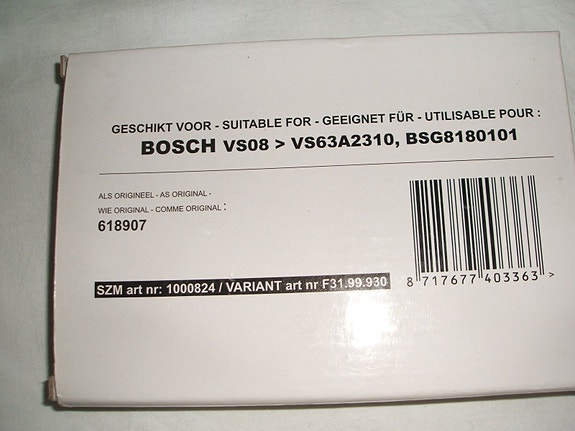 GESCHIKT VOOR - SUITABLE FOR - GEEIGNET FÜR - UTILISABLE POUR :
BOSCH VS08 > VS63A2310, BSG8180101
ALS ORIGINEEL - AS ORIGINAL -
WIE ORIGINAL - COMME ORIGINAL :
618907
SZM art nr: 1000824 / VARIANT art nr F31.99.930
8 717677 403363 >